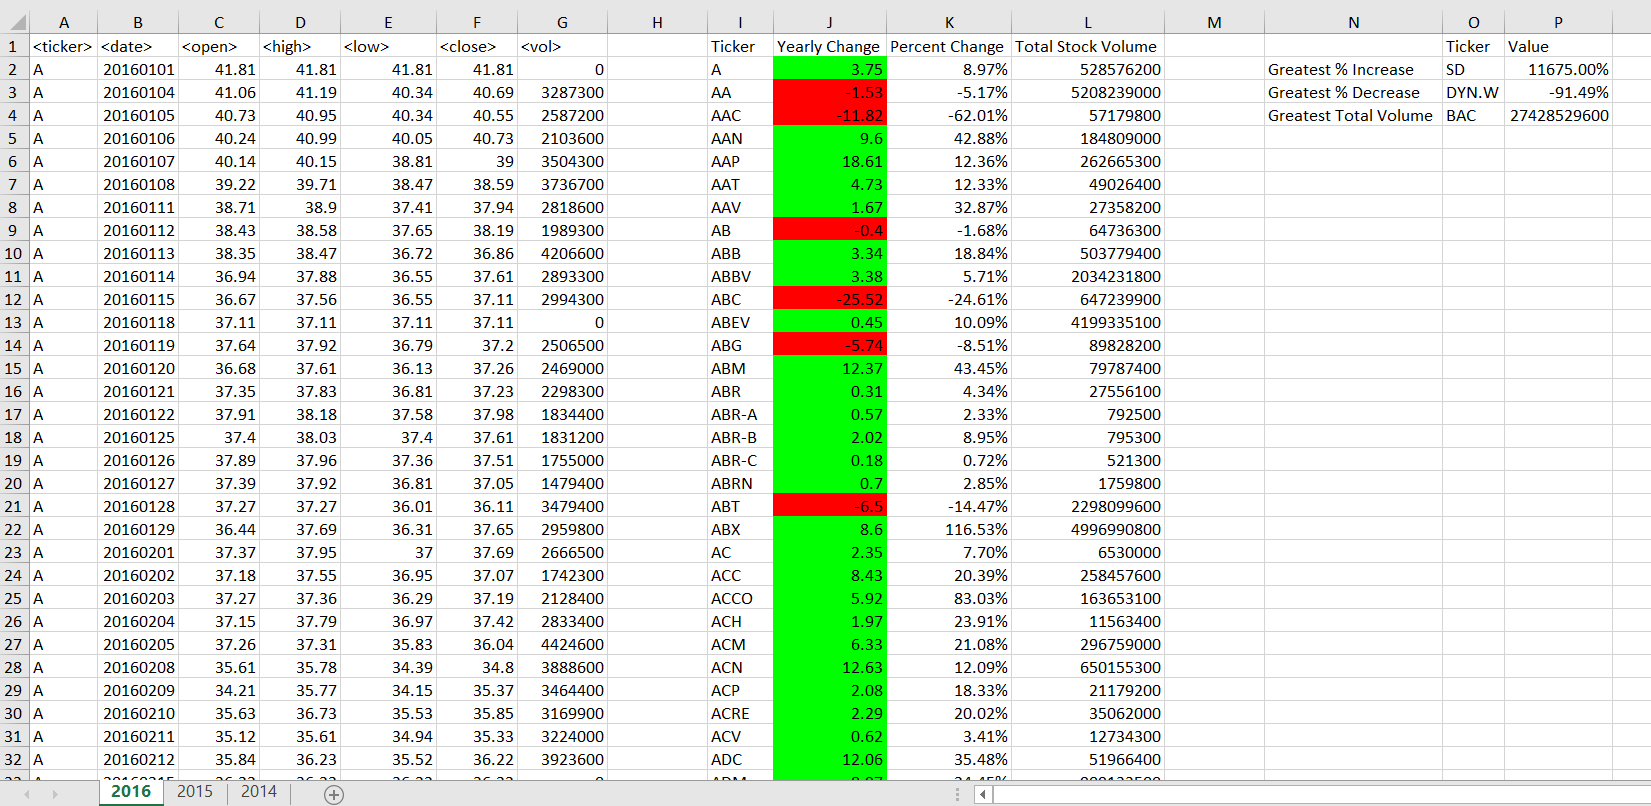 A B C D E F G H I J K L M N O P
1 <ticker> <date> <open> <high> <low> <close> <vol> Ticker Yearly Change Percent Change Total Stock Volume Ticker Value
2 A 20160101 41.81 41.81 41.81 41.81 0 A 3.75 8.97% 528576200 Greatest % Increase SD 11675.00%
3 A 20160104 41.06 41.19 40.34 40.69 3287300 AA -1.53 -5.17% 5208239000 Greatest % Decrease DYN.W -91.49%
4 A 20160105 40.73 40.95 40.34 40.55 2587200 AAC -11.82 -62.01% 57179800 Greatest Total Volume BAC 27428529600
5 A 20160106 40.24 40.99 40.05 40.73 2103600 AAN 9.6 42.88% 184809000
6 A 20160107 40.14 40.15 38.81 39 3504300 AAP 18.61 12.36% 262665300
7 A 20160108 39.22 39.71 38.47 38.59 3736700 AAT 4.73 12.33% 49026400
8 A 20160111 38.71 38.9 37.41 37.94 2818600 AAV 1.67 32.87% 27358200
9 A 20160112 38.43 38.58 37.65 38.19 1989300 AB -0.4 -1.68% 64736300
10 A 20160113 38.35 38.47 36.72 36.86 4206600 ABB 3.34 18.84% 503779400
11 A 20160114 36.94 37.88 36.55 37.61 2893300 ABBV 3.38 5.71% 2034231800
12 A 20160115 36.67 37.56 36.55 37.11 2994300 ABC -25.52 -24.61% 647239900
13 A 20160118 37.11 37.11 37.11 37.11 0 ABEV 0.45 10.09% 4199335100
14 A 20160119 37.64 37.92 36.79 37.2 2506500 ABG -5.74 -8.51% 89828200
15 A 20160120 36.68 37.61 36.13 37.26 2469000 ABM 12.37 43.45% 79787400
16 A 20160121 37.35 37.83 36.81 37.23 2298300 ABR 0.31 4.34% 27556100
17 A 20160122 37.91 38.18 37.58 37.98 1834400 ABR-A 0.57 2.33% 792500
18 A 20160125 37.4 38.03 37.4 37.61 1831200 ABR-B 2.02 8.95% 795300
19 A 20160126 37.89 37.96 37.36 37.51 1755000 ABR-C 0.18 0.72% 521300
20 A 20160127 37.39 37.92 36.81 37.05 1479400 ABRN 0.7 2.85% 1759800
21 A 20160128 37.27 37.27 36.01 36.11 3479400 ABT -6.5 -14.47% 2298099600
22 A 20160129 36.44 37.69 36.31 37.65 2959800 ABX 8.6 116.53% 4996990800
23 A 20160201 37.37 37.95 37 37.69 2666500 AC 2.35 7.70% 6530000
24 A 20160202 37.18 37.55 36.95 37.07 1742300 ACC 8.43 20.39% 258457600
25 A 20160203 37.27 37.36 36.29 37.19 2128400 ACCO 5.92 83.03% 163653100
26 A 20160204 37.15 37.79 36.97 37.42 2833400 ACH 1.97 23.91% 11563400
27 A 20160205 37.26 37.31 35.83 36.04 4424600 ACM 6.33 21.08% 296759000
28 A 20160208 35.61 35.78 34.39 34.8 3888600 ACN 12.63 12.09% 650155300
29 A 20160209 34.21 35.77 34.15 35.37 3464400 ACP 2.08 18.33% 21179200
30 A 20160210 35.63 36.73 35.53 35.85 3169900 ACRE 2.29 20.02% 35062000
31 A 20160211 35.12 35.61 34.94 35.33 3224000 ACV 0.62 3.41% 12734300
32 A 20160212 35.84 36.23 35.52 36.22 3923600 ADC 12.06 35.48% 51966400
2016 2015 2014